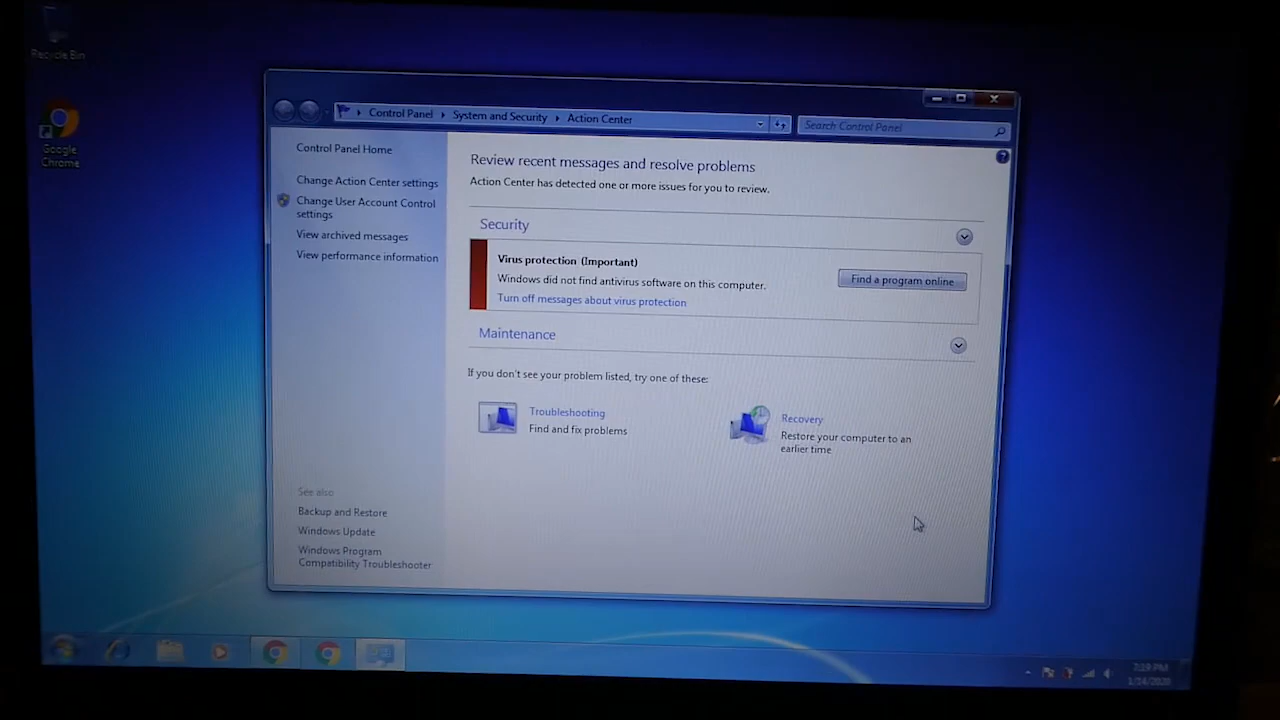 Recycle Bin
Google
Chrome
Control Panel
System and Security
Action Center
Search Control Panel
Control Panel Home
Change Action Center settings
Change User Account Control
settings
View archived messages
View performance information
See also
Backup and Restore
Windows Update
Windows Program
Compatibility Troubleshooter
Review recent messages and resolve problems
Action Center has detected one or more issues for you to review.
Security
Virus protection (Important)
Windows did not find antivirus software on this computer.
Find a program online
Turn off messages about virus protection
Maintenance
If you don't see your problem listed, try one of these:
Troubleshooting
Find and fix problems
Recovery
Restore your computer to an
earlier time
7:19 PM
1/14/2020